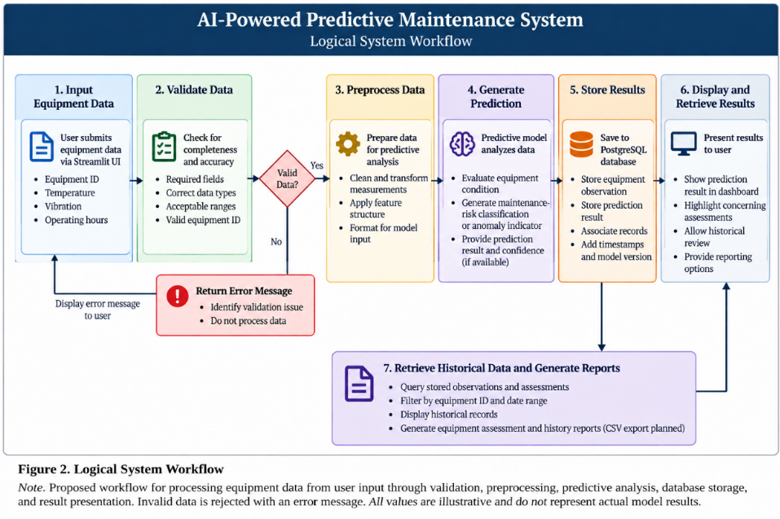 AI-Powered Predictive Maintenance System
Logical System Workflow
1. Input
Equipment Data
User submits
equipment data
via Streamlit UI
• Equipment ID
• Temperature
• Vibration
• Operating hours
2. Validate Data
Check for
completeness
and accuracy
• Required fields
• Correct data types
• Acceptable ranges
• Valid equipment ID
Valid
Data?
Yes
No
Return Error Message
• Identify validation issue
• Do not process data
Display error message
to user
3. Preprocess Data
Prepare data
for predictive
analysis
• Clean and transform
measurements
• Apply feature
structure
• Format for model
input
4. Generate
Prediction
Predictive model
analyzes data
• Evaluate equipment
condition
• Generate maintenance-
risk classification
or anomaly indicator
• Provide prediction
result and confidence
(if available)
5. Store Results
Save to
PostgreSQL
database
• Store equipment
observation
• Store prediction
result
• Associate records
• Add timestamps
and model version
6. Display and
Retrieve Results
Present results
to user
• Show prediction
result in dashboard
• Highlight concerning
assessments
• Allow historical
review
• Provide reporting
options
7. Retrieve Historical Data and Generate Reports
• Query stored observations and assessments
• Filter by equipment ID and date range
• Display historical records
• Generate equipment assessment and history reports (CSV export planned)
Figure 2. Logical System Workflow
Note. Proposed workflow for processing equipment data from user input through validation, preprocessing, predictive analysis, database storage,
and result presentation. Invalid data is rejected with an error message. All values are illustrative and do not represent actual model results.